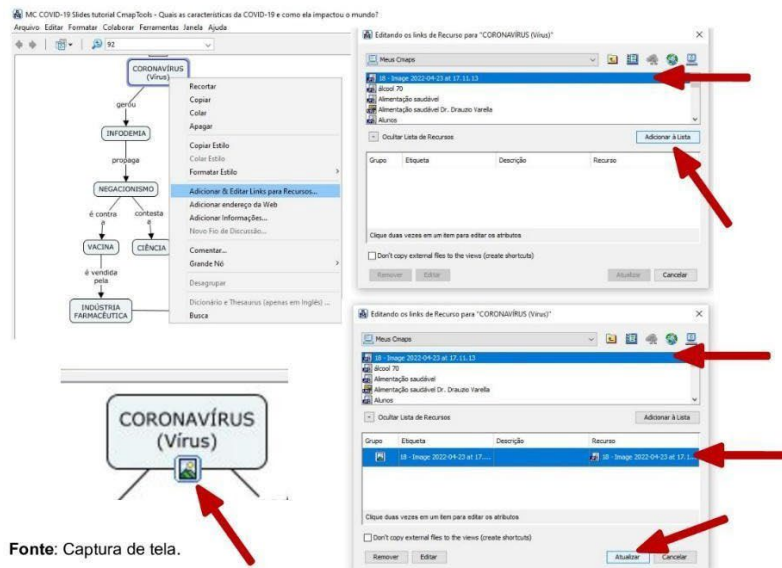 MC COVID-19 Slides tutorial CmapTools - Quais as características da COVID-19 e como ela impactou o mundo?
Arquivo Editar Formatar Colaborar Ferramentas Janela Ajuda
92
CORONAVÍRUS
(Vírus)
gerou
INFODEMIA
propaga
NEGACIONISMO
é contra
a
contesta
a
VACINA
CIÊNCIA
é vendida
pela
INDÚSTRIA
FARMACÊUTICA
Recortar
Copiar
Colar
Apagar
Copiar Estilo
Colar Estilo
Formatar Estilo
Adicionar & Editar Links para Recursos...
Adicionar endereço da Web
Adicionar Informações...
Novo Fio de Discussão...
Comentar...
Grande Nó
Desagrupar
Dicionário e Thesaurus (apenas em Inglês) ...
Busca
Editando os links de Recurso para "CORONAVÍRUS (Vírus)"
Meus Cmaps
18 - Image 2022-04-23 at 17.11.13
álcool 70
Alimentação saudável
Alimentação saudável Dr. Drauzio Varella
Alunos
Ocultar Lista de Recursos
Adicionar à Lista
Grupo Etiqueta Descrição Recurso
Clique duas vezes em um item para editar os atributos
Don't copy external files to the views (create shortcuts)
Remover Editar Atualizar Cancelar
Editando os links de Recurso para "CORONAVÍRUS (Vírus)"
Meus Cmaps
18 - Image 2022-04-23 at 17.11.13
álcool 70
Alimentação saudável
Alimentação saudável Dr. Drauzio Varella
Alunos
Ocultar Lista de Recursos
Adicionar à Lista
Grupo Etiqueta Descrição Recurso
18 - Image 2022-04-23 at 17.... 18 - Image 2022-04-23 at 17.1...
Clique duas vezes em um item para editar os atributos
Don't copy external files to the views (create shortcuts)
Remover Editar Atualizar Cancelar
CORONAVÍRUS
(Vírus)
Fonte: Captura de tela.